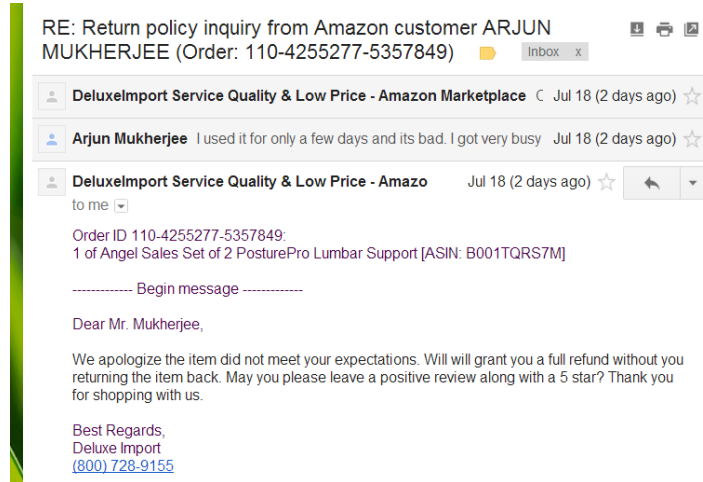 RE: Return policy inquiry from Amazon customer ARJUN
MUKHERJEE (Order: 110-4255277-5357849)
Inbox x
DeluxeImport Service Quality & Low Price - Amazon Marketplace Jul 18 (2 days ago)
Arjun Mukherjee I used it for only a few days and its bad. I got very busy Jul 18 (2 days ago)
DeluxeImport Service Quality & Low Price - Amazo Jul 18 (2 days ago)
to me
Order ID 110-4255277-5357849:
1 of Angel Sales Set of 2 PosturePro Lumbar Support [ASIN: B001TQRS7M]
------------- Begin message -------------
Dear Mr. Mukherjee,
We apologize the item did not meet your expectations. Will will grant you a full refund without you
returning the item back. May you please leave a positive review along with a 5 star? Thank you
for shopping with us.
Best Regards,
Deluxe Import
(800) 728-9155